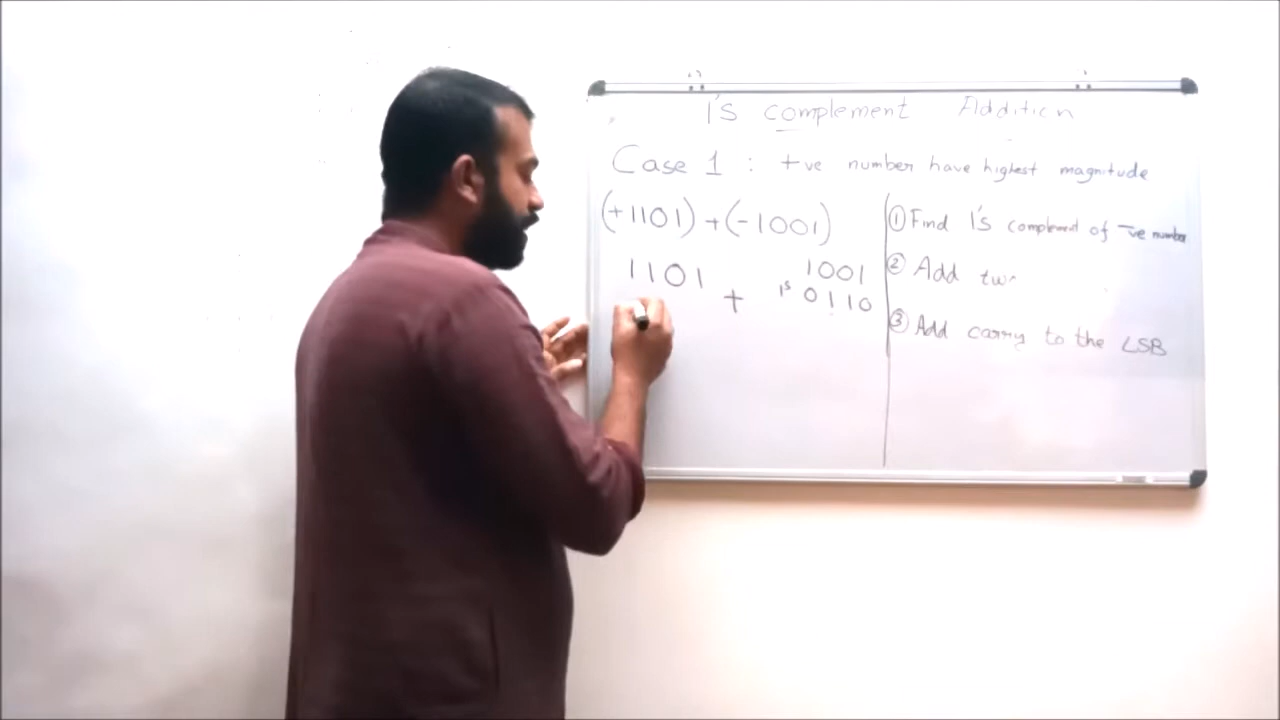 1's complement Addition
Case 1 : +ve number have highest magnitude
(+1101) + (-1001)
1101 + 1001
1's 0110
① Find 1's complement of -ve number
② Add two
③ Add carry to the LSB